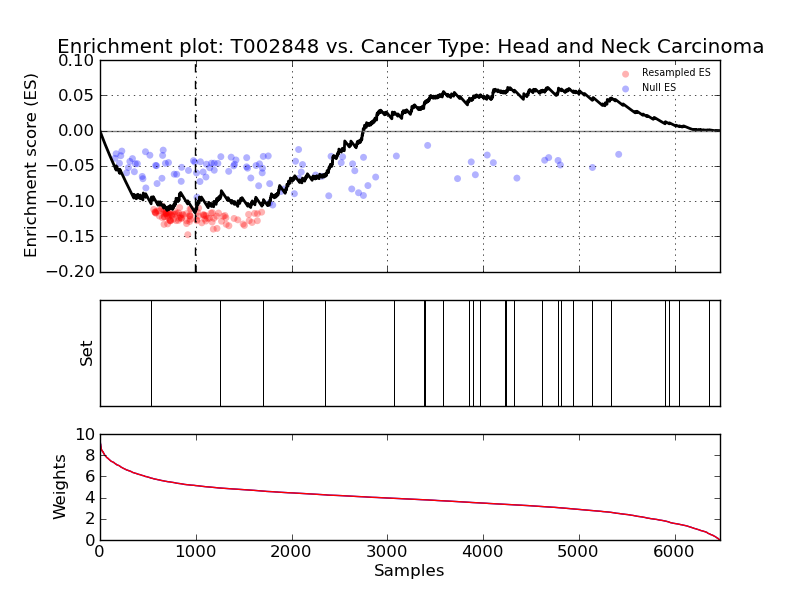 Enrichment plot: T002848 vs. Cancer Type: Head and Neck Carcinoma
Enrichment score (ES)
0.10
0.05
0.00
−0.05
−0.10
−0.15
−0.20
Resampled ES
Null ES
Set
Weights
10
8
6
4
2
0
0 1000 2000 3000 4000 5000 6000
Samples